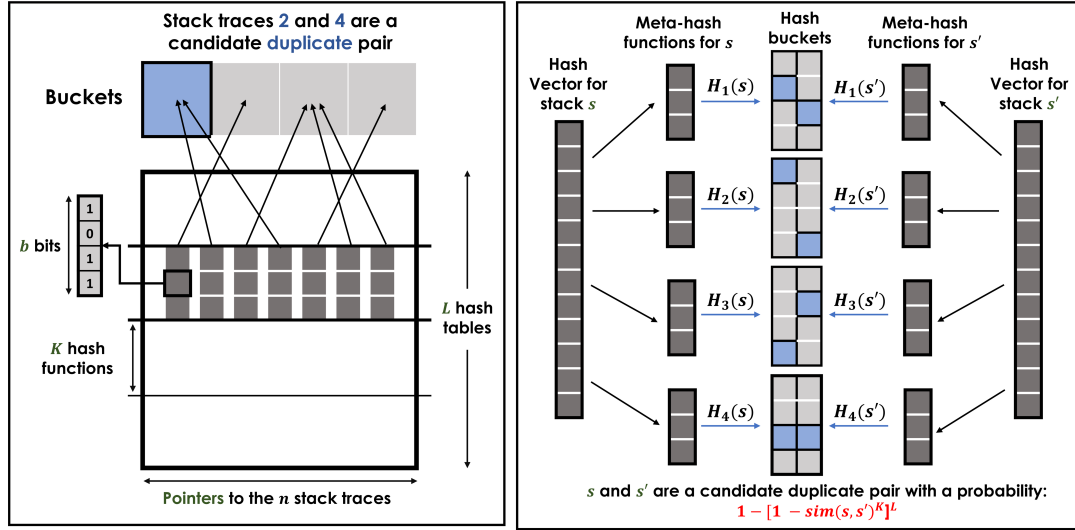 Stack traces 2 and 4 are a
candidate duplicate pair
Buckets
1
0
1
1
b bits
K hash
functions
L hash
tables
Pointers to the n stack traces
Hash
Vector for
stack s
Meta-hash
functions for s
Hash
buckets
Meta-hash
functions for s′
Hash
Vector for
stack s′
H₁(s)
H₁(s′)
H₂(s)
H₂(s′)
H₃(s)
H₃(s′)
H₄(s)
H₄(s′)
s and s′ are a candidate duplicate pair with a probability:
1 − [1 − sim(s, s′)ᴷ]ᴸ